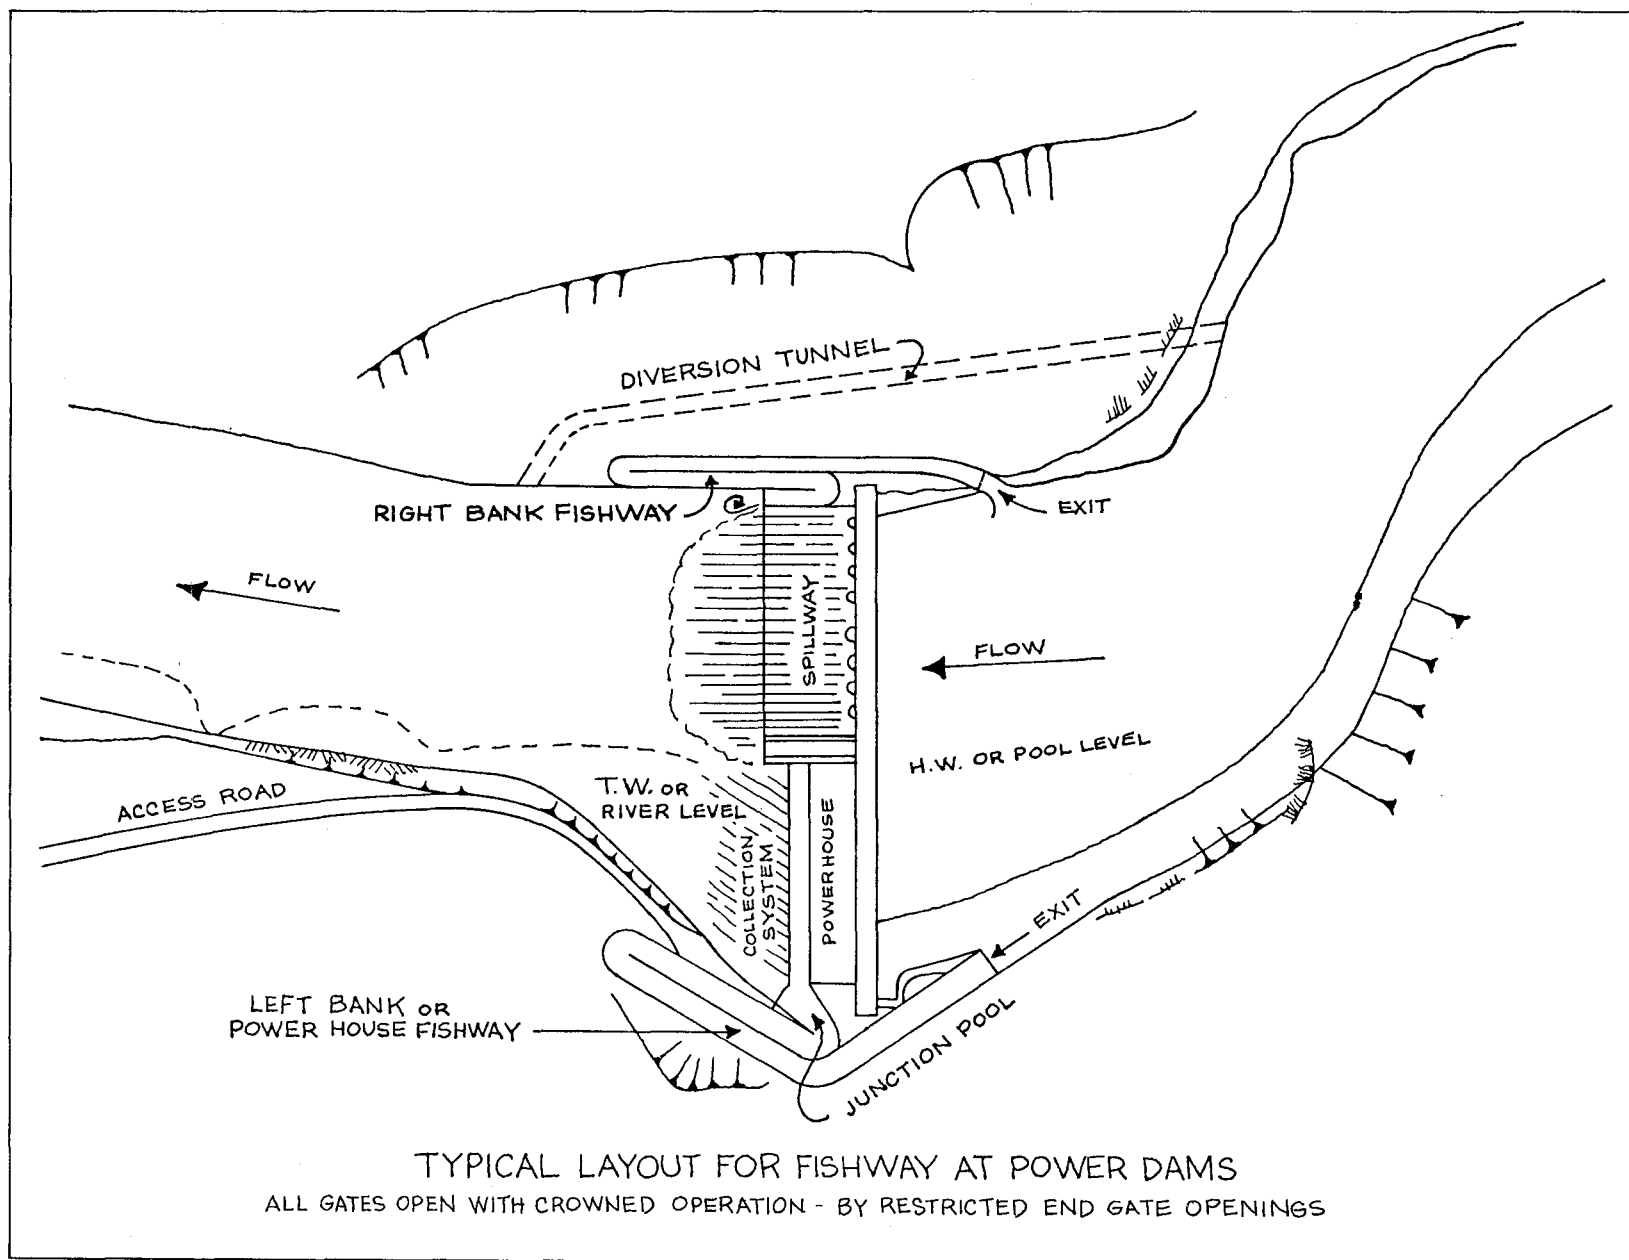 DIVERSION TUNNEL
RIGHT BANK FISHWAY
EXIT
FLOW
SPILLWAY
FLOW
H.W. OR POOL LEVEL
T.W. OR
RIVER LEVEL
ACCESS ROAD
COLLECTION
SYSTEM
POWERHOUSE
EXIT
LEFT BANK OR
POWER HOUSE FISHWAY
JUNCTION POOL
TYPICAL LAYOUT FOR FISHWAY AT POWER DAMS
ALL GATES OPEN WITH CROWNED OPERATION - BY RESTRICTED END GATE OPENINGS